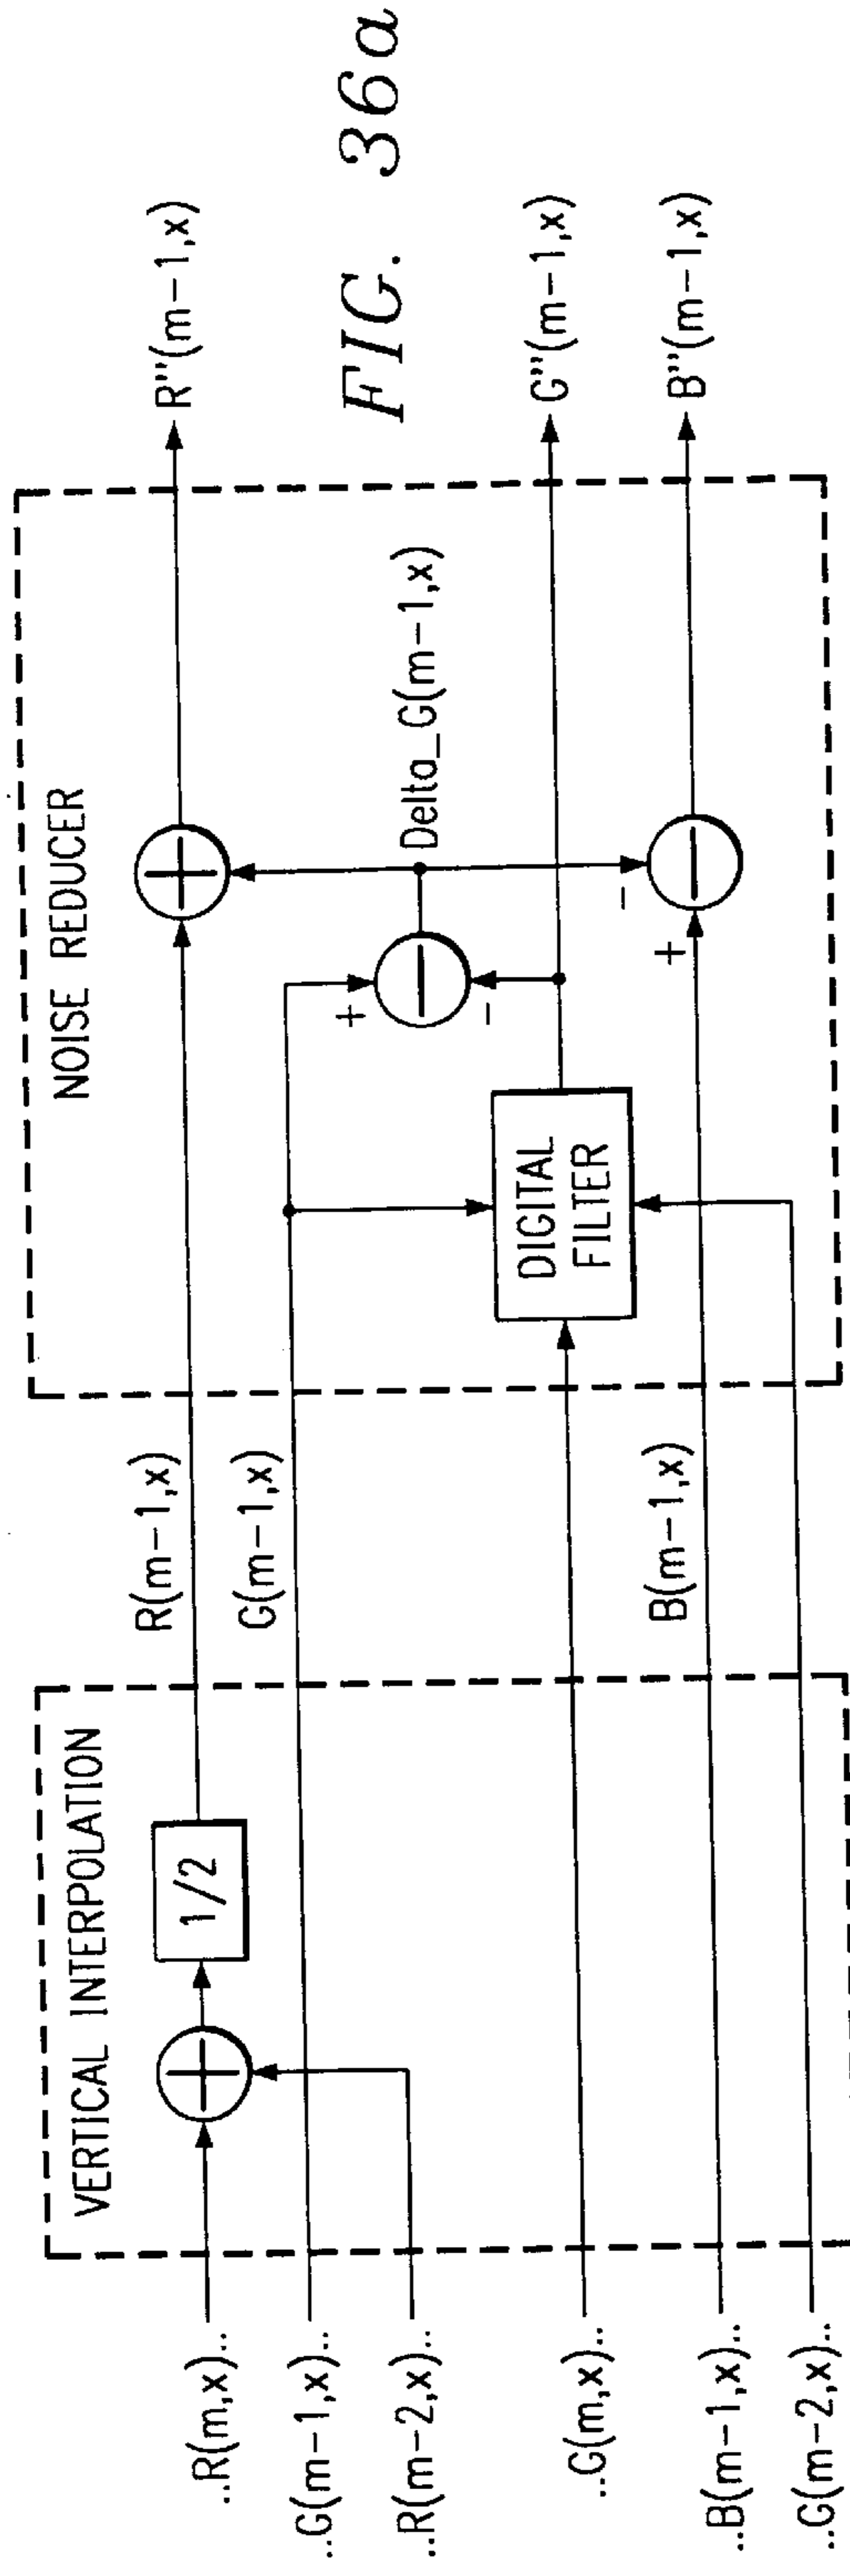 FIG. 36a
VERTICAL INTERPOLATION
NOISE REDUCER
..R(m,x)..
..G(m-1,x)..
..R(m-2,x)..
..G(m,x)..
..B(m-1,x)..
..G(m-2,x)..
1/2
R(m-1,x)
G(m-1,x)
B(m-1,x)
DIGITAL
FILTER
+
-
Delta_G(m-1,x)
-
+
R"(m-1,x)
G"(m-1,x)
B"(m-1,x)